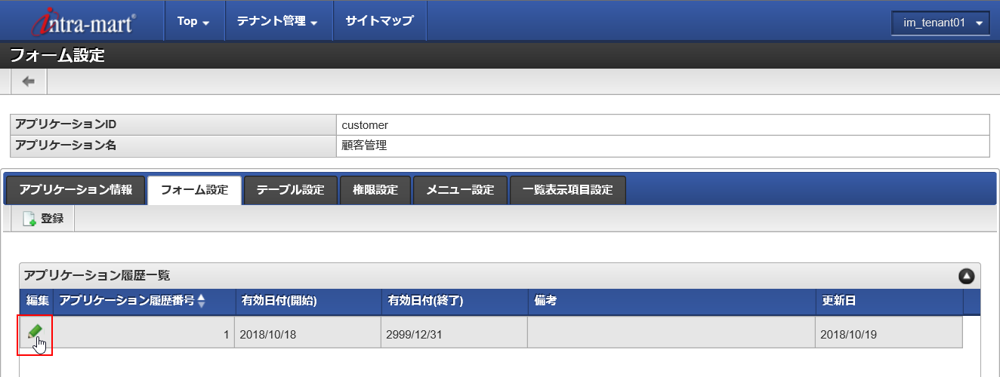 intra-mart® Top テナント管理 サイトマップ im_tenant01
フォーム設定
アプリケーションID customer
アプリケーション名 顧客管理
アプリケーション情報 フォーム設定 テーブル設定 権限設定 メニュー設定 一覧表示項目設定
登録
アプリケーション履歴一覧
編集 アプリケーション履歴番号 有効日付(開始) 有効日付(終了) 備考 更新日
1 2018/10/18 2999/12/31 2018/10/19